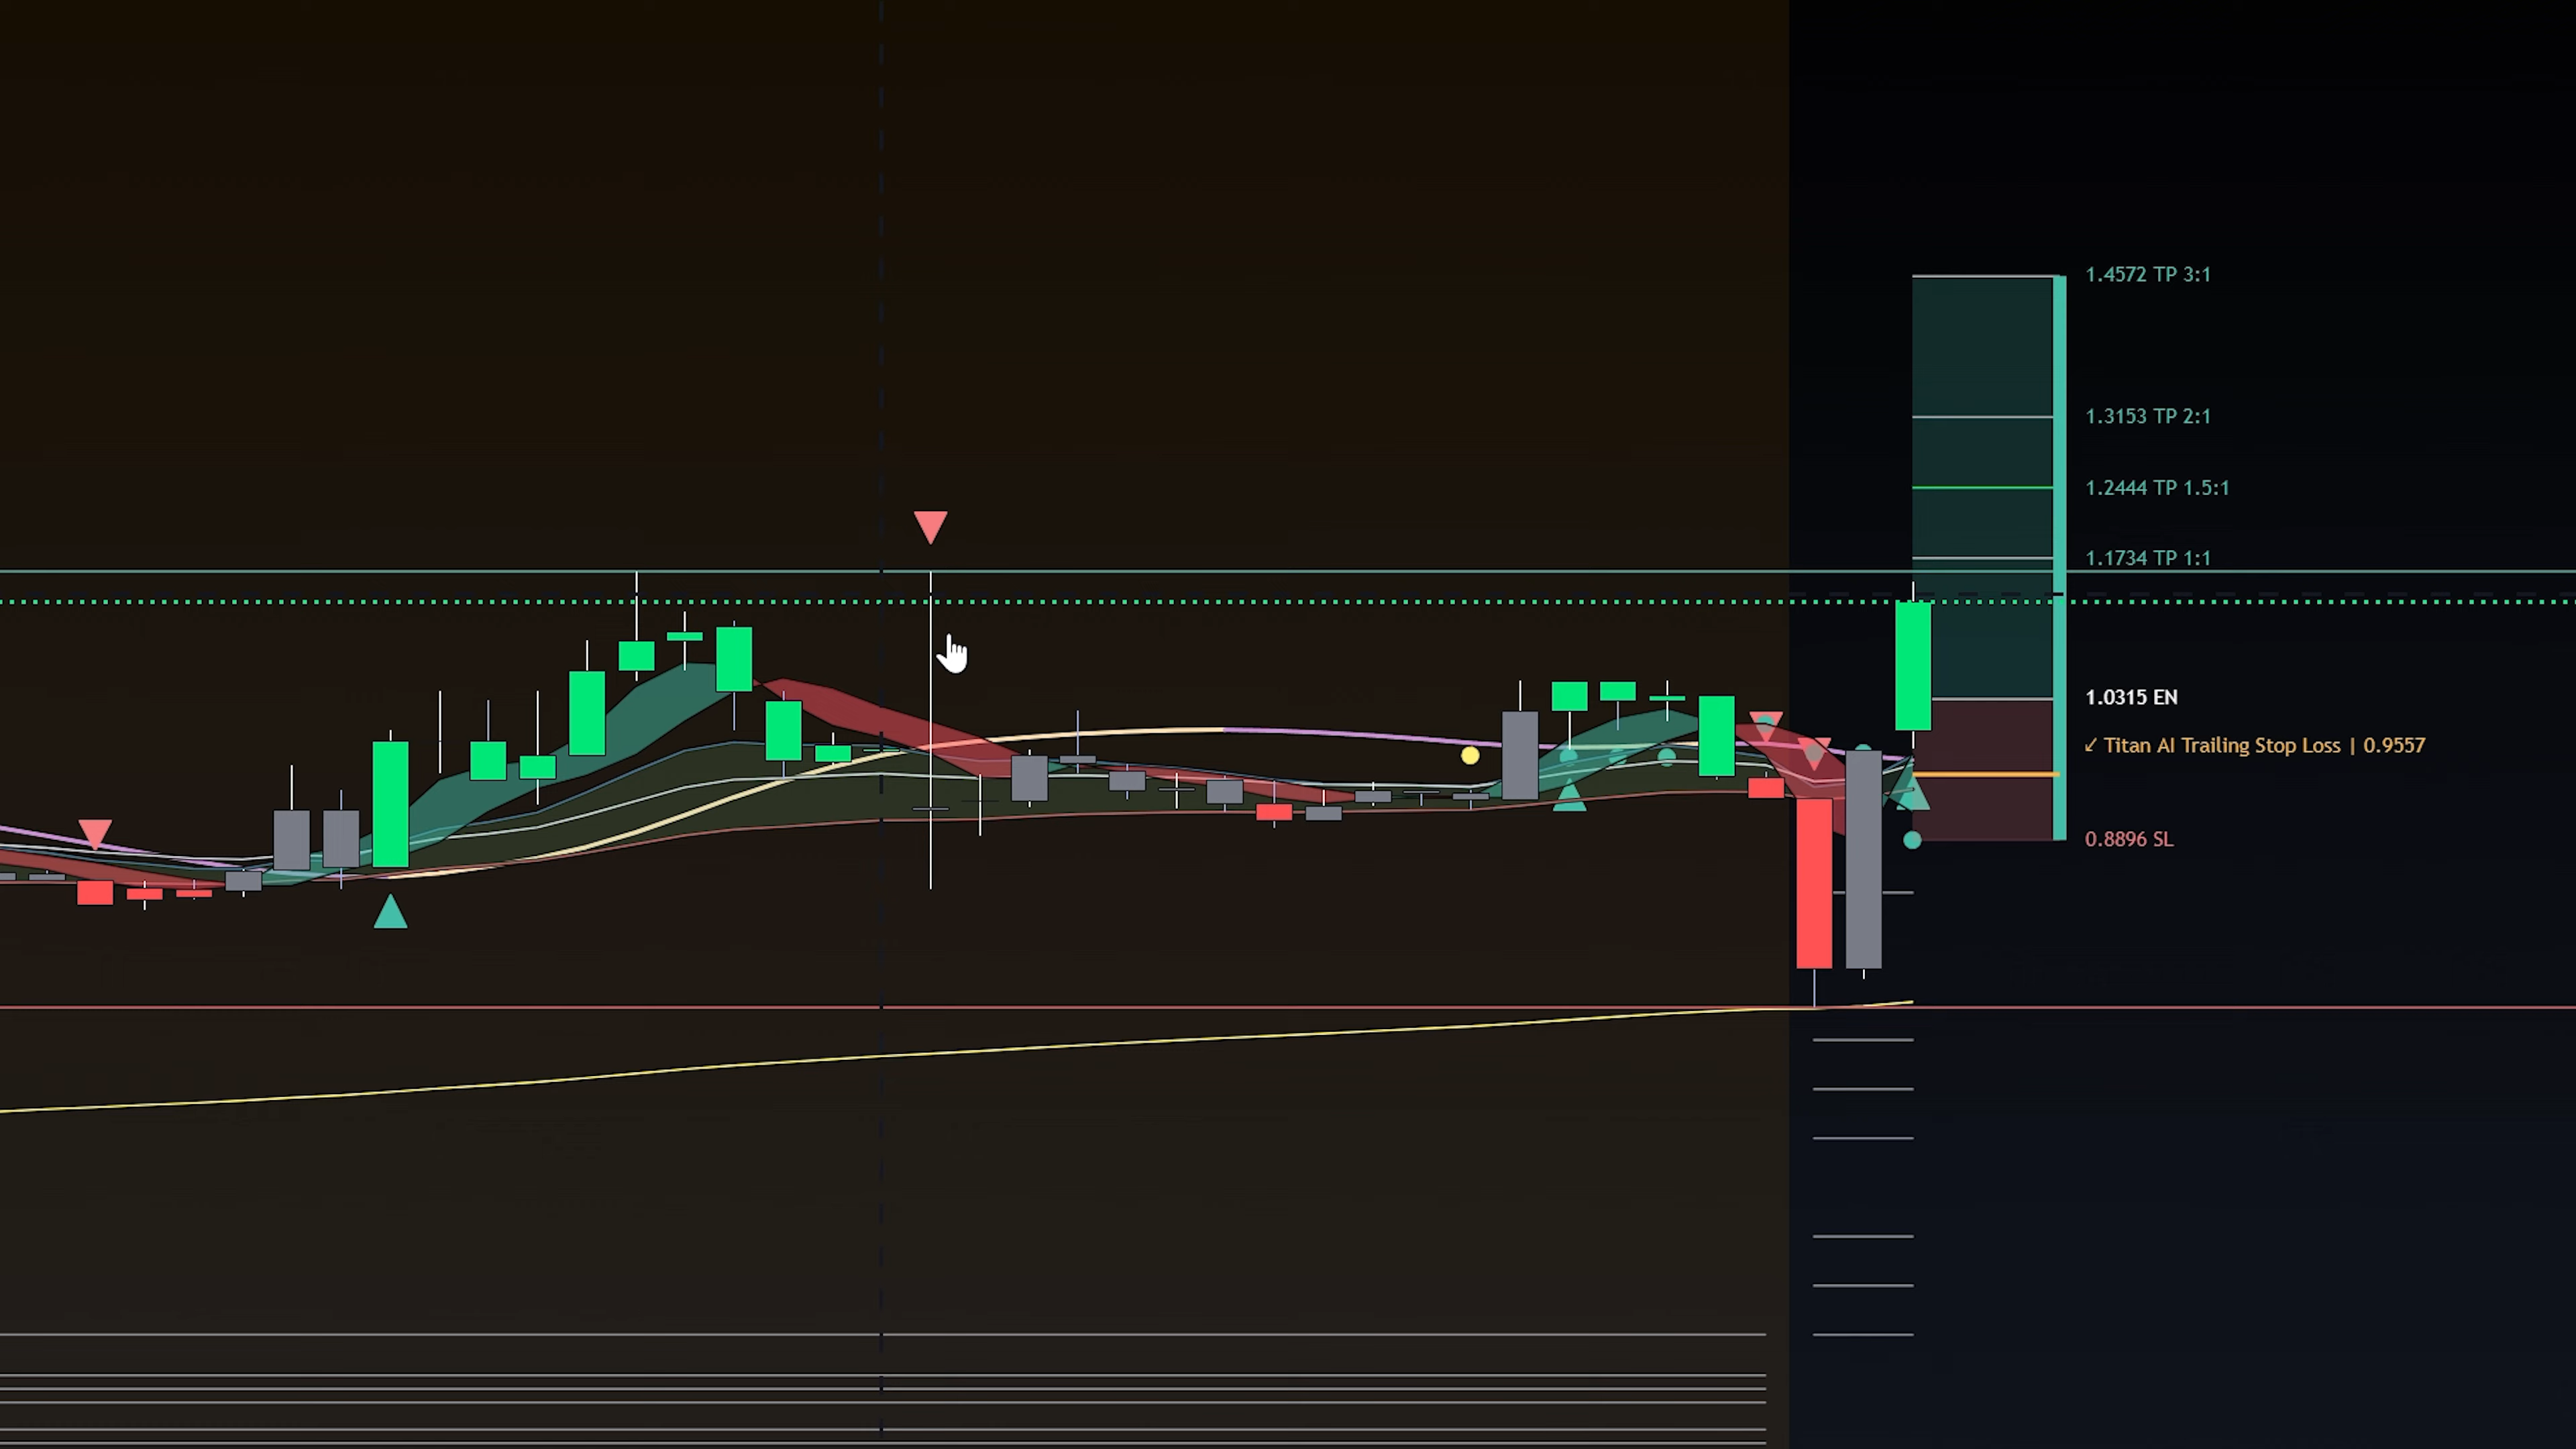 1.4572 TP 3:1
1.3153 TP 2:1
1.2444 TP 1.5:1
1.1734 TP 1:1
1.0315 EN
↙ Titan AI Trailing Stop Loss | 0.9557
0.8896 SL